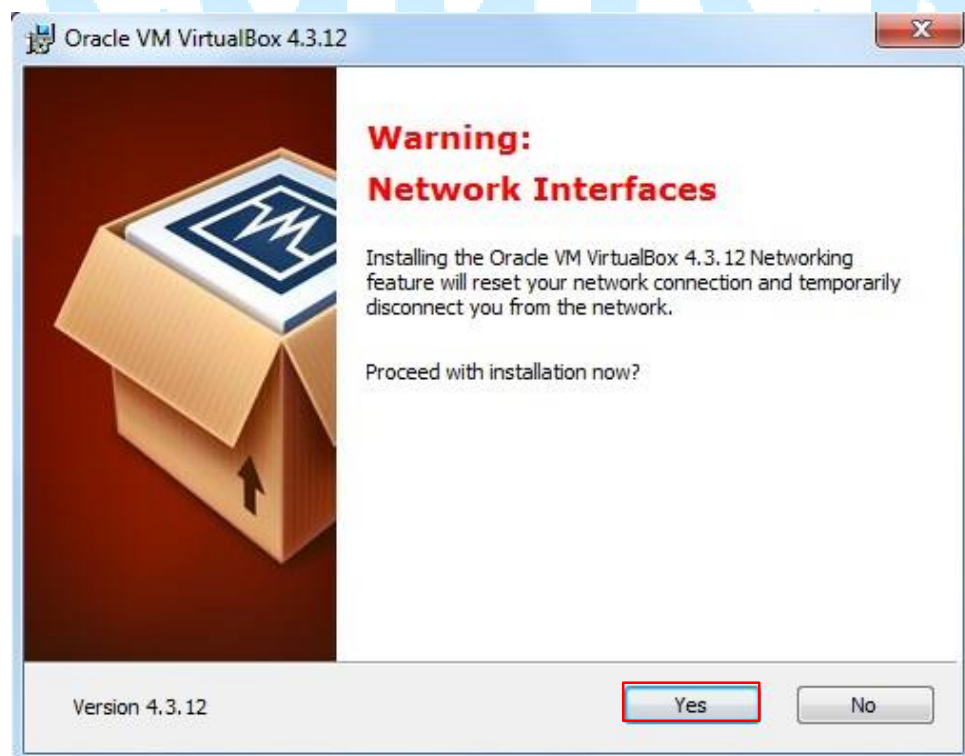 Oracle VM VirtualBox 4.3.12
Warning:
Network Interfaces
Installing the Oracle VM VirtualBox 4.3.12 Networking
feature will reset your network connection and temporarily
disconnect you from the network.
Proceed with installation now?
Version 4.3.12
Yes
No